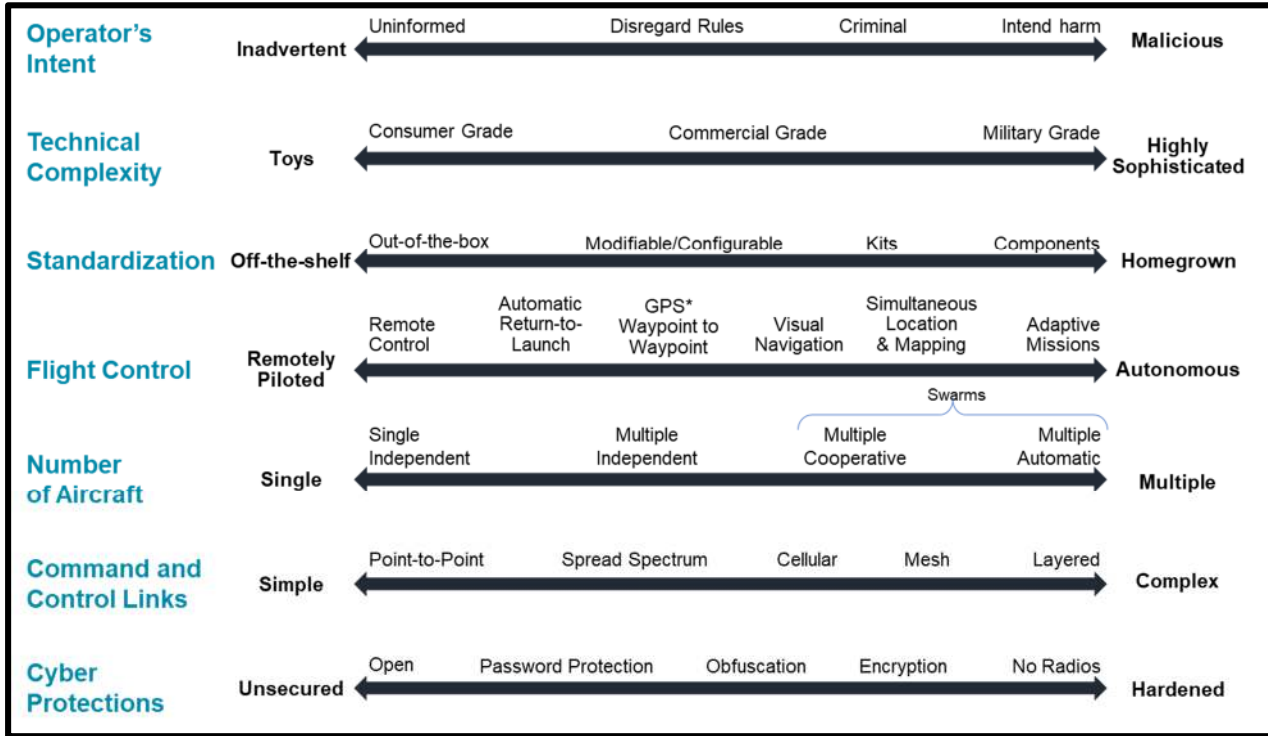 Operator's
Intent
Inadvertent
Uninformed
Disregard Rules
Criminal
Intend harm
Malicious
Technical
Complexity
Toys
Consumer Grade
Commercial Grade
Military Grade
Highly
Sophisticated
Standardization
Off-the-shelf
Out-of-the-box
Modifiable/Configurable
Kits
Components
Homegrown
Flight Control
Remotely
Piloted
Remote
Control
Automatic
Return-to-
Launch
GPS*
Waypoint to
Waypoint
Visual
Navigation
Simultaneous
Location
& Mapping
Adaptive
Missions
Autonomous
Number
of Aircraft
Single
Single
Independent
Multiple
Independent
Swarms
Multiple
Cooperative
Multiple
Automatic
Multiple
Command and
Control Links
Simple
Point-to-Point
Spread Spectrum
Cellular
Mesh
Layered
Complex
Cyber
Protections
Unsecured
Open
Password Protection
Obfuscation
Encryption
No Radios
Hardened